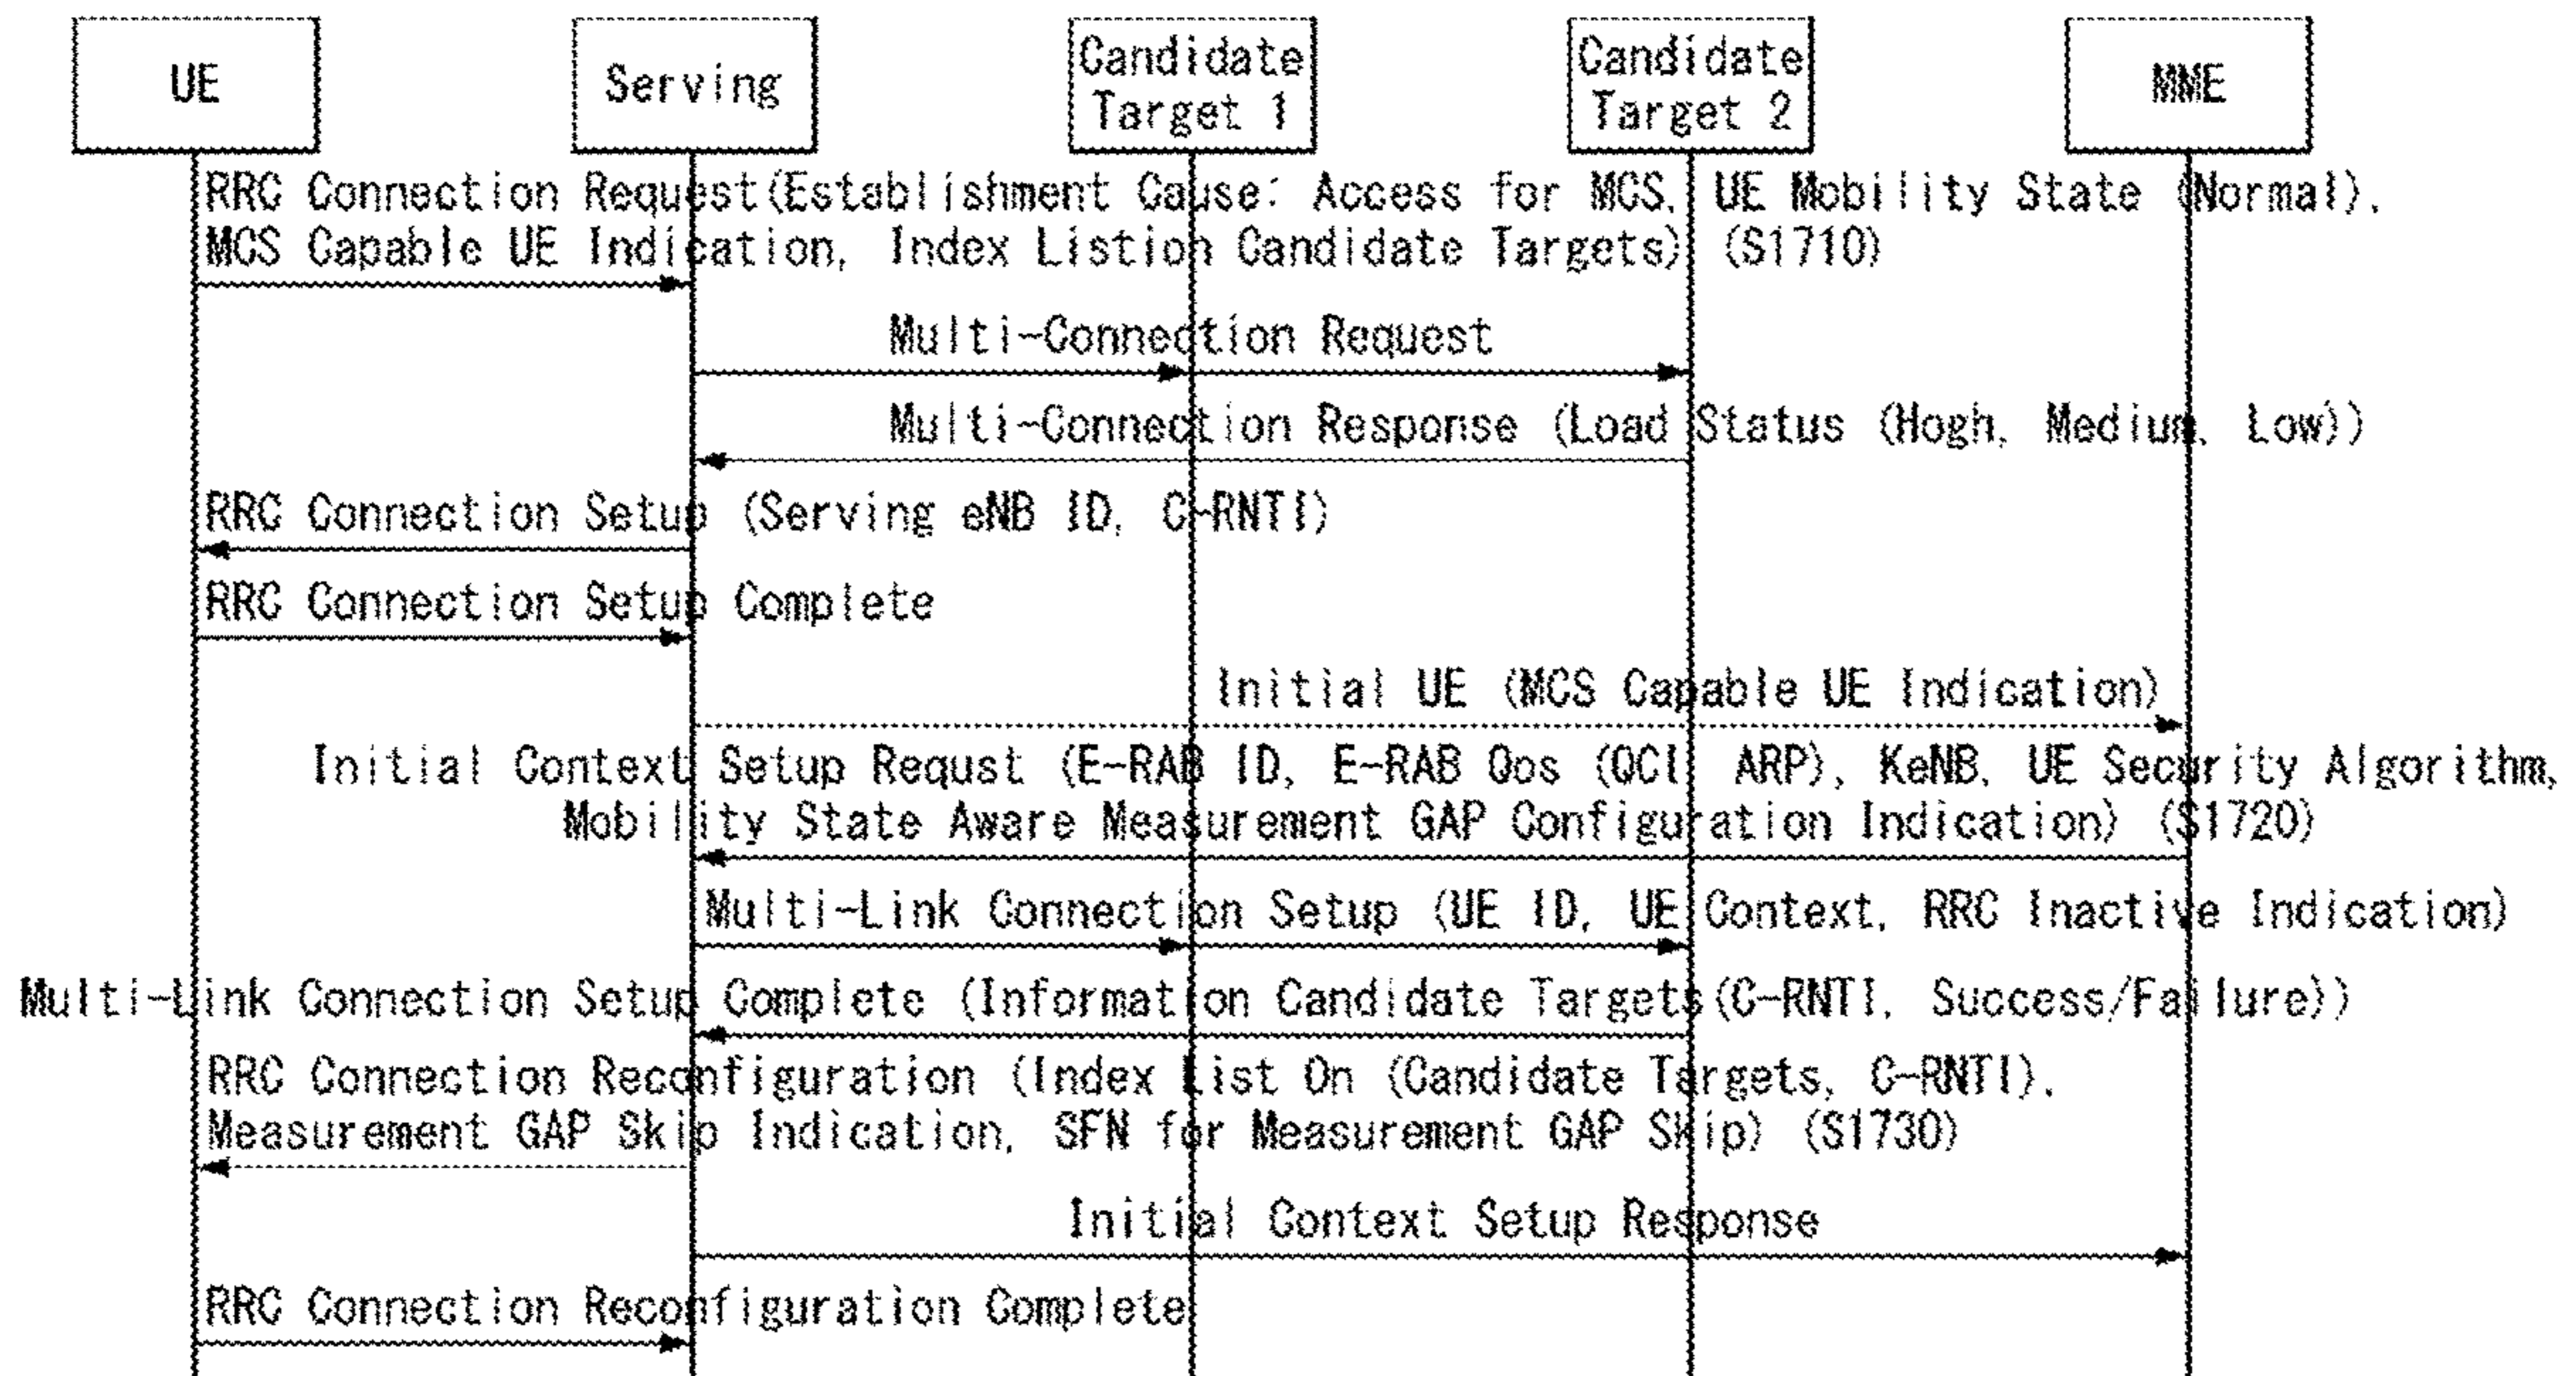 UE
Serving
Candidate
Target 1
Candidate
Target 2
MME
RRC Connection Request(Establishment Cause: Access for MCS, UE Mobility State (Normal),
MCS Capable UE Indication, Index Listion Candidate Targets) (S1710)
Multi-Connection Request
Multi-Connection Response (Load Status (Hogh, Medium, Low))
RRC Connection Setup (Serving eNB ID, C-RNTI)
RRC Connection Setup Complete
Initial UE (MCS Capable UE Indication)
Initial Context Setup Requst (E-RAB ID, E-RAB Qos (QCI, ARP), KeNB, UE Security Algorithm,
Mobility State Aware Measurement GAP Configuration Indication) (S1720)
Multi-Link Connection Setup (UE ID, UE Context, RRC Inactive Indication)
Multi-Link Connection Setup Complete (Information Candidate Targets(C-RNTI, Success/Failure))
RRC Connection Reconfiguration (Index List On (Candidate Targets, C-RNTI),
Measurement GAP Skip Indication, SFN for Measurement GAP Skip) (S1730)
Initial Context Setup Response
RRC Connection Reconfiguration Complete